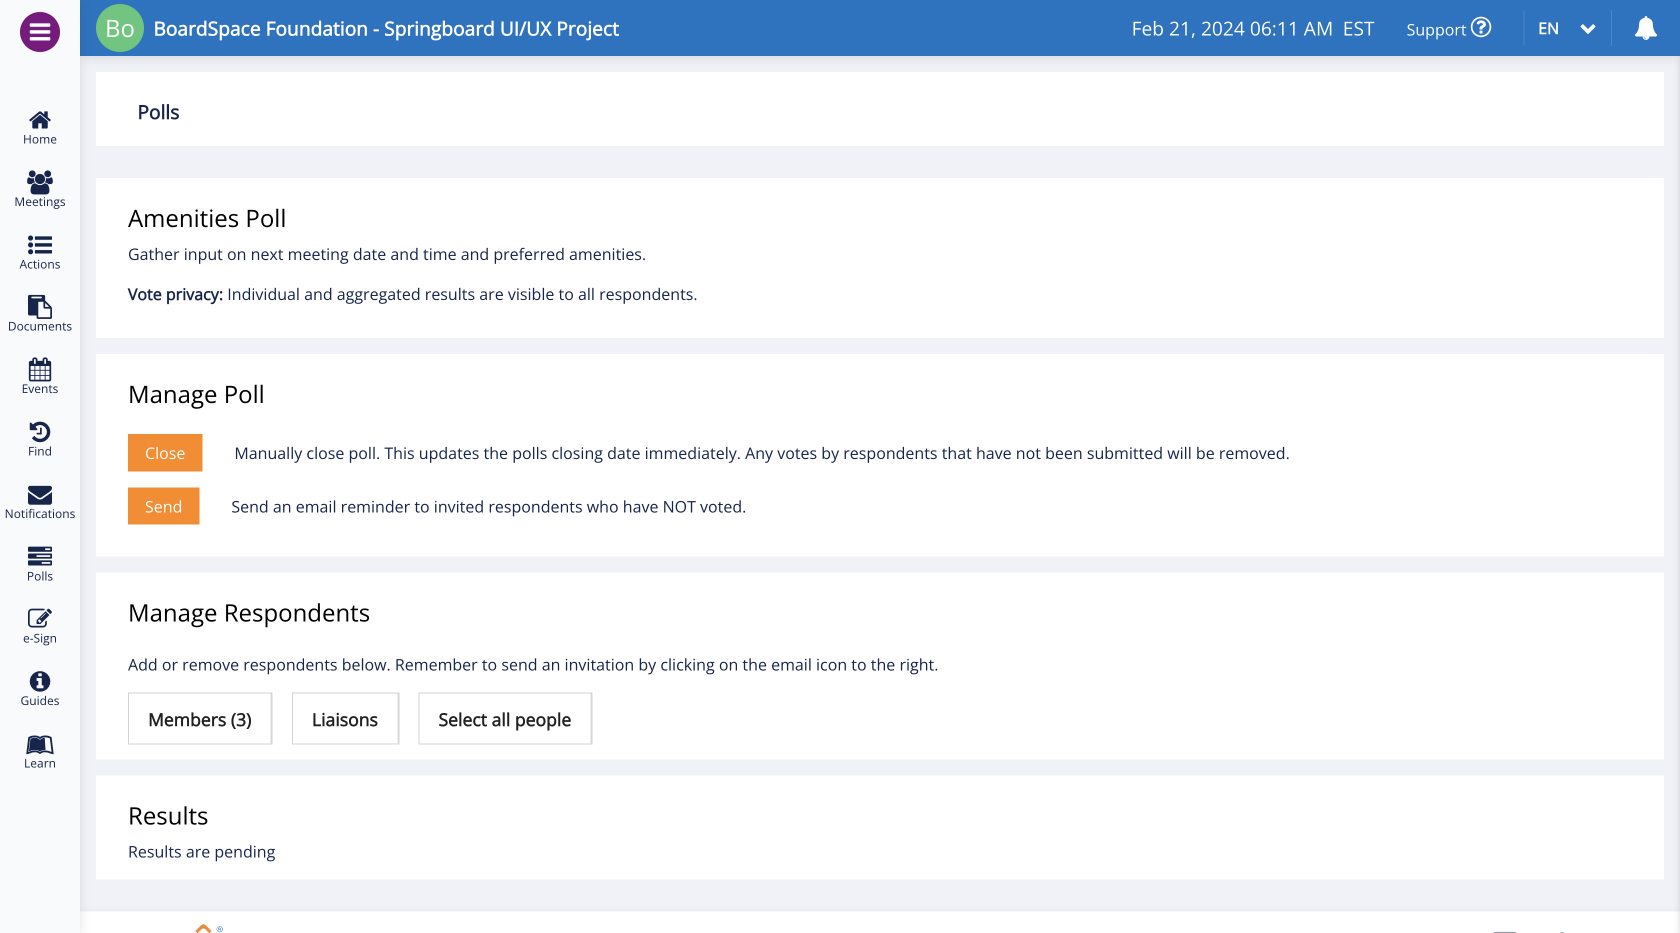 Bo
BoardSpace Foundation - Springboard UI/UX Project
Feb 21, 2024 06:11 AM EST
Support
EN
Home
Meetings
Actions
Documents
Events
Find
Notifications
Polls
e-Sign
Guides
Learn
Polls
Amenities Poll
Gather input on next meeting date and time and preferred amenities.
Vote privacy: Individual and aggregated results are visible to all respondents.
Manage Poll
Close
Manually close poll. This updates the polls closing date immediately. Any votes by respondents that have not been submitted will be removed.
Send
Send an email reminder to invited respondents who have NOT voted.
Manage Respondents
Add or remove respondents below. Remember to send an invitation by clicking on the email icon to the right.
Members (3)
Liaisons
Select all people
Results
Results are pending
®